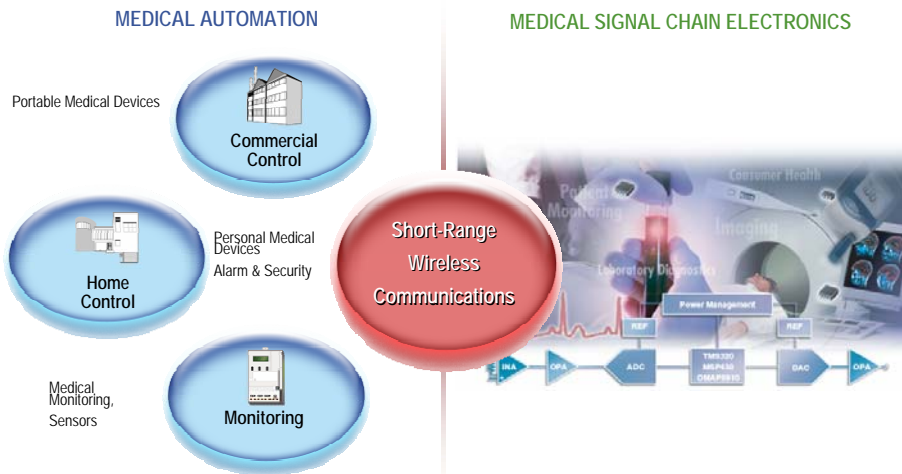 MEDICAL AUTOMATION
MEDICAL SIGNAL CHAIN ELECTRONICS
Portable Medical Devices
Commercial
Control
Personal Medical
Devices
Alarm & Security
Home
Control
Medical
Monitoring,
Sensors
Monitoring
Short-Range
Wireless
Communications
Consumer Health
Patient
Monitoring
Imaging
Laboratory Diagnostics
Power Management
REF
REF
INA
OPA
ADC
TMS320
MSP430
OMAP5910
DAC
OPA